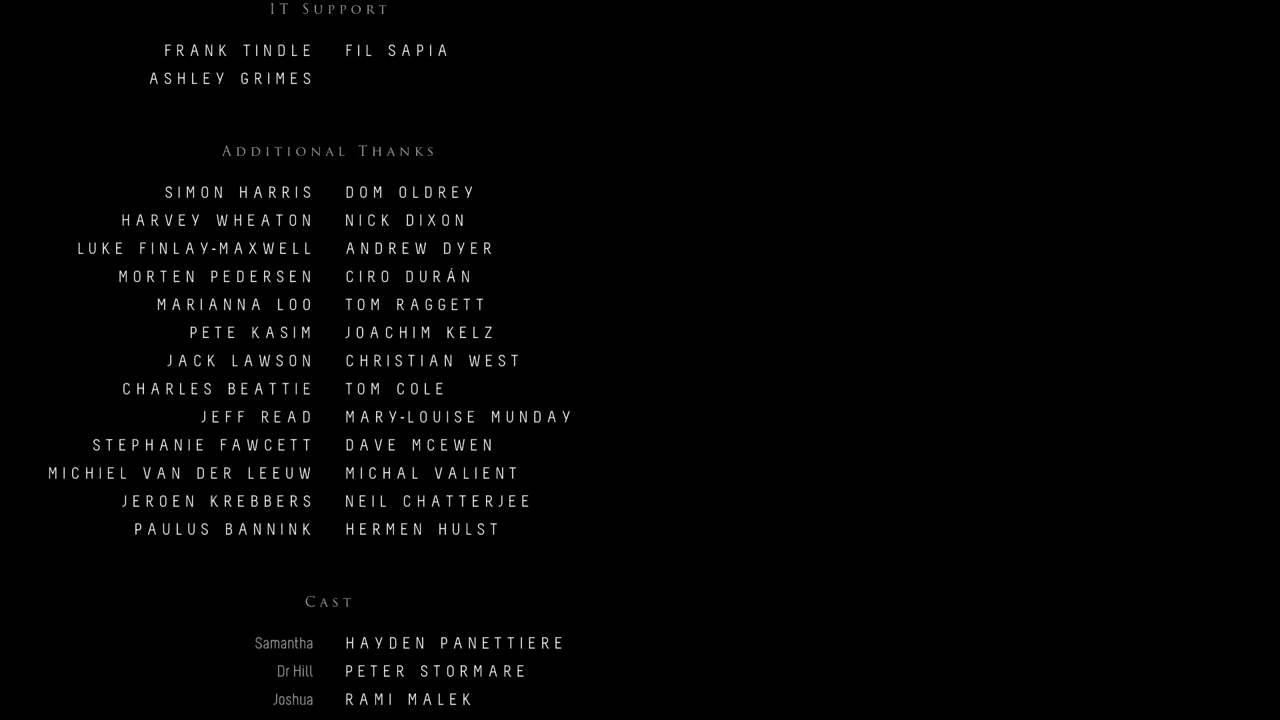 IT Support
FRANK TINDLE FIL SAPIA
ASHLEY GRIMES
Additional Thanks
SIMON HARRIS DOM OLDREY
HARVEY WHEATON NICK DIXON
LUKE FINLAY-MAXWELL ANDREW DYER
MORTEN PEDERSEN CIRO DURÁN
MARIANNA LOO TOM RAGGETT
PETE KASIM JOACHIM KELZ
JACK LAWSON CHRISTIAN WEST
CHARLES BEATTIE TOM COLE
JEFF READ MARY-LOUISE MUNDAY
STEPHANIE FAWCETT DAVE MCEWEN
MICHIEL VAN DER LEEUW MICHAL VALIENT
JEROEN KREBBERS NEIL CHATTERJEE
PAULUS BANNINK HERMEN HULST
Cast
Samantha HAYDEN PANETTIERE
Dr Hill PETER STORMARE
Joshua RAMI MALEK